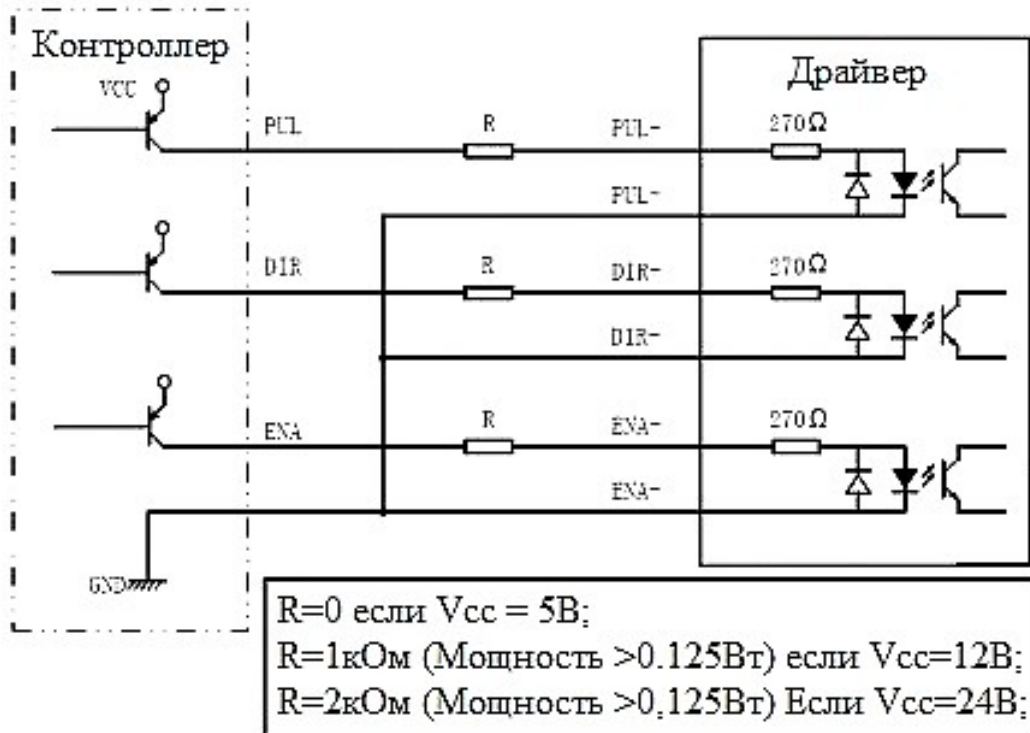 Контроллер
Драйвер
VCC
PUL R PUL- 270Ω
PUL-
DIR R DIR- 270Ω
DIR-
ENA R ENA- 270Ω
ENA-
GND
R=0 если Vcc = 5В;
R=1кОм (Мощность >0.125Вт) если Vcc=12В;
R=2кОм (Мощность >0.125Вт) Если Vcc=24В;